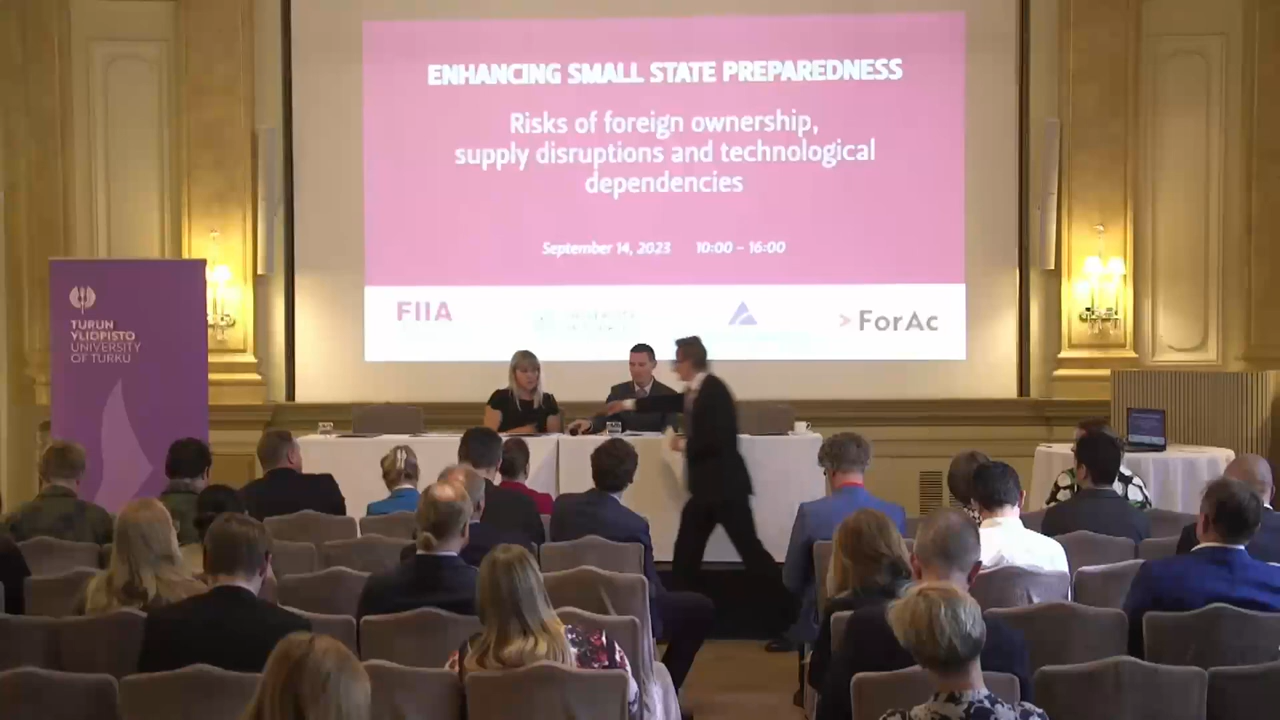 ENHANCING SMALL STATE PREPAREDNESS
Risks of foreign ownership,
supply disruptions and technological
dependencies
September 14, 2023 10:00 – 16:00
FIIA
> ForAc
TURUN
YLIOPISTO
UNIVERSITY
OF TURKU